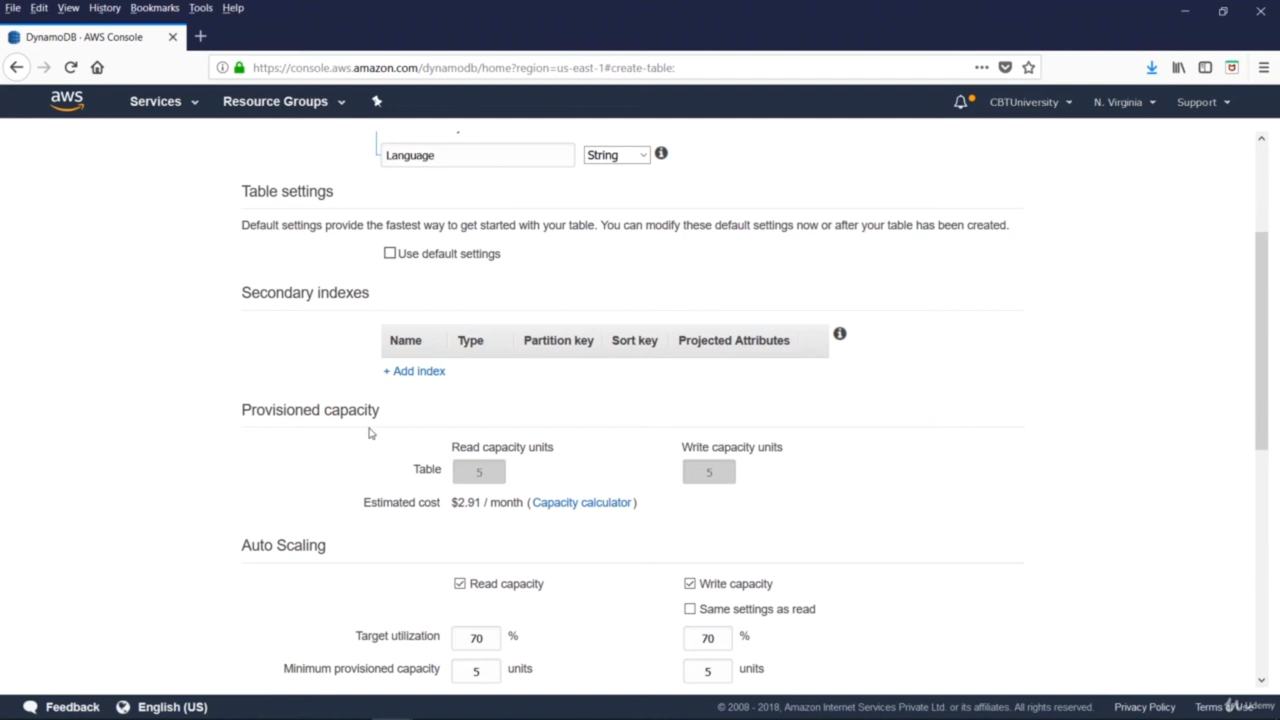 File Edit View History Bookmarks Tools Help
DynamoDB · AWS Console
https://console.aws.amazon.com/dynamodb/home?region=us-east-1#create-table:
aws Services Resource Groups CBTUniversity N. Virginia Support
Language String
Table settings
Default settings provide the fastest way to get started with your table. You can modify these default settings now or after your table has been created.
Use default settings
Secondary indexes
Name Type Partition key Sort key Projected Attributes
+ Add index
Provisioned capacity
Read capacity units Write capacity units
Table 5 5
Estimated cost $2.91 / month ( Capacity calculator )
Auto Scaling
Read capacity Write capacity
Same settings as read
Target utilization 70 % 70 %
Minimum provisioned capacity 5 units 5 units
Feedback English (US) © 2008 - 2018, Amazon Internet Services Private Ltd. or its affiliates. All rights reserved. Privacy Policy Terms of Use
Udemy